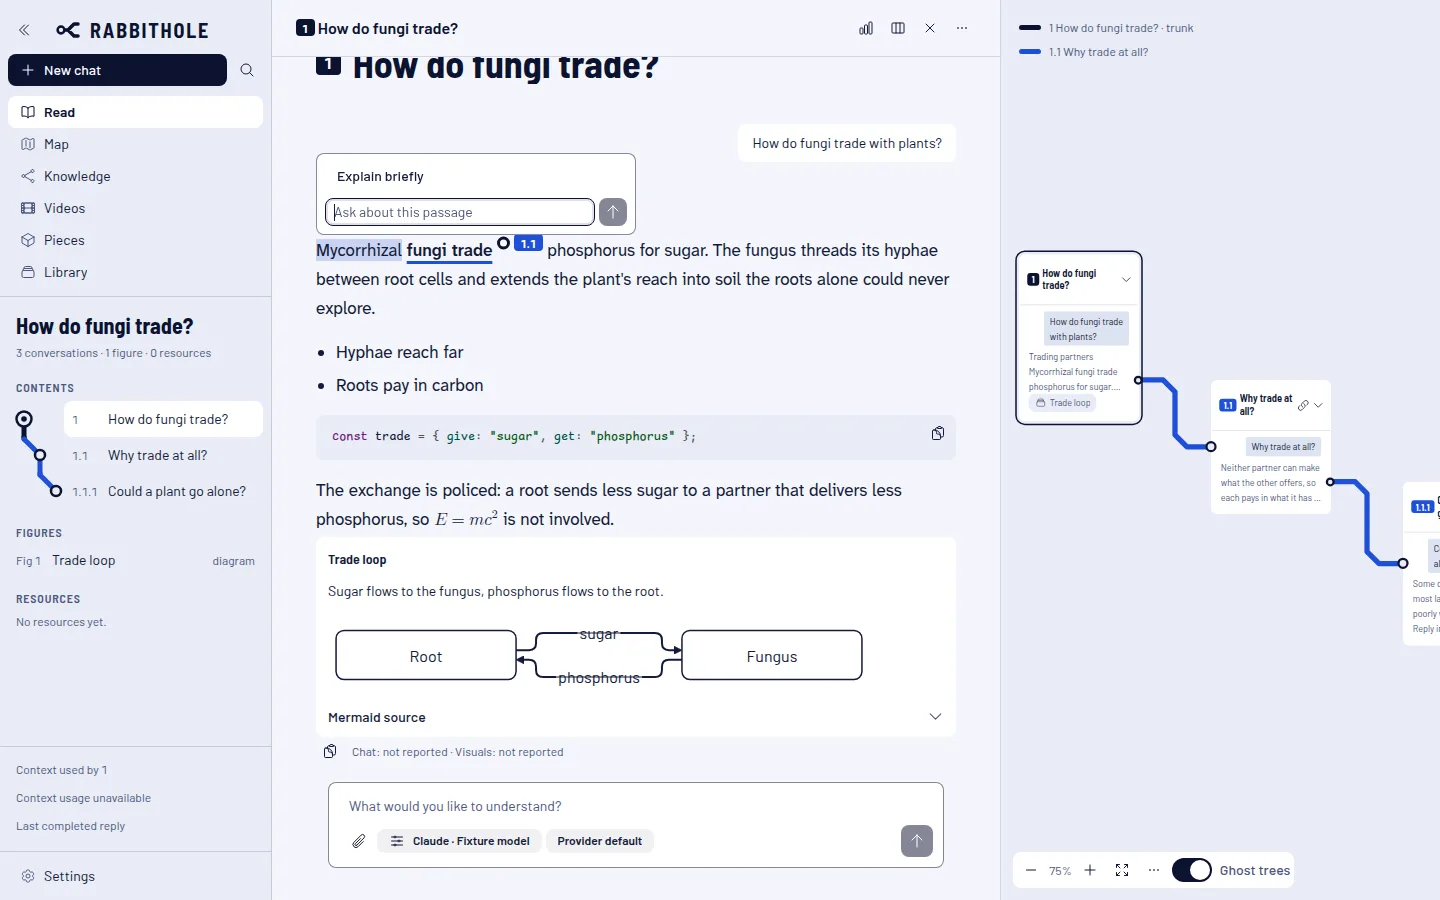 RABBITHOLE
New chat
Read
Map
Knowledge
Videos
Pieces
Library
How do fungi trade?
3 conversations · 1 figure · 0 resources
CONTENTS
1 How do fungi trade?
1.1 Why trade at all?
1.1.1 Could a plant go alone?
FIGURES
Fig 1 Trade loop diagram
RESOURCES
No resources yet.
Context used by 1
Context usage unavailable
Last completed reply
Settings
1 How do fungi trade?
1 How do fungi trade?
How do fungi trade with plants?
Explain briefly
Ask about this passage
Mycorrhizal fungi trade 1.1 phosphorus for sugar. The fungus threads its hyphae
between root cells and extends the plant's reach into soil the roots alone could never
explore.
• Hyphae reach far
• Roots pay in carbon
const trade = { give: "sugar", get: "phosphorus" };
The exchange is policed: a root sends less sugar to a partner that delivers less
phosphorus, so E = mc² is not involved.
Trade loop
Sugar flows to the fungus, phosphorus flows to the root.
sugar
Root
Fungus
phosphorus
Mermaid source
Chat: not reported · Visuals: not reported
What would you like to understand?
Claude · Fixture model
Provider default
1 How do fungi trade? · trunk
1.1 Why trade at all?
1 How do fungi
trade?
How do fungi trade
with plants?
Trading partners
Mycorrhizal fungi trade
phosphorus for sugar....
Trade loop
1.1 Why trade at
all?
Why trade at all?
Neither partner can make
what the other offers, so
each pays in what it has ...
1.1.1
Some
most
poorly
Reply
75%
Ghost trees